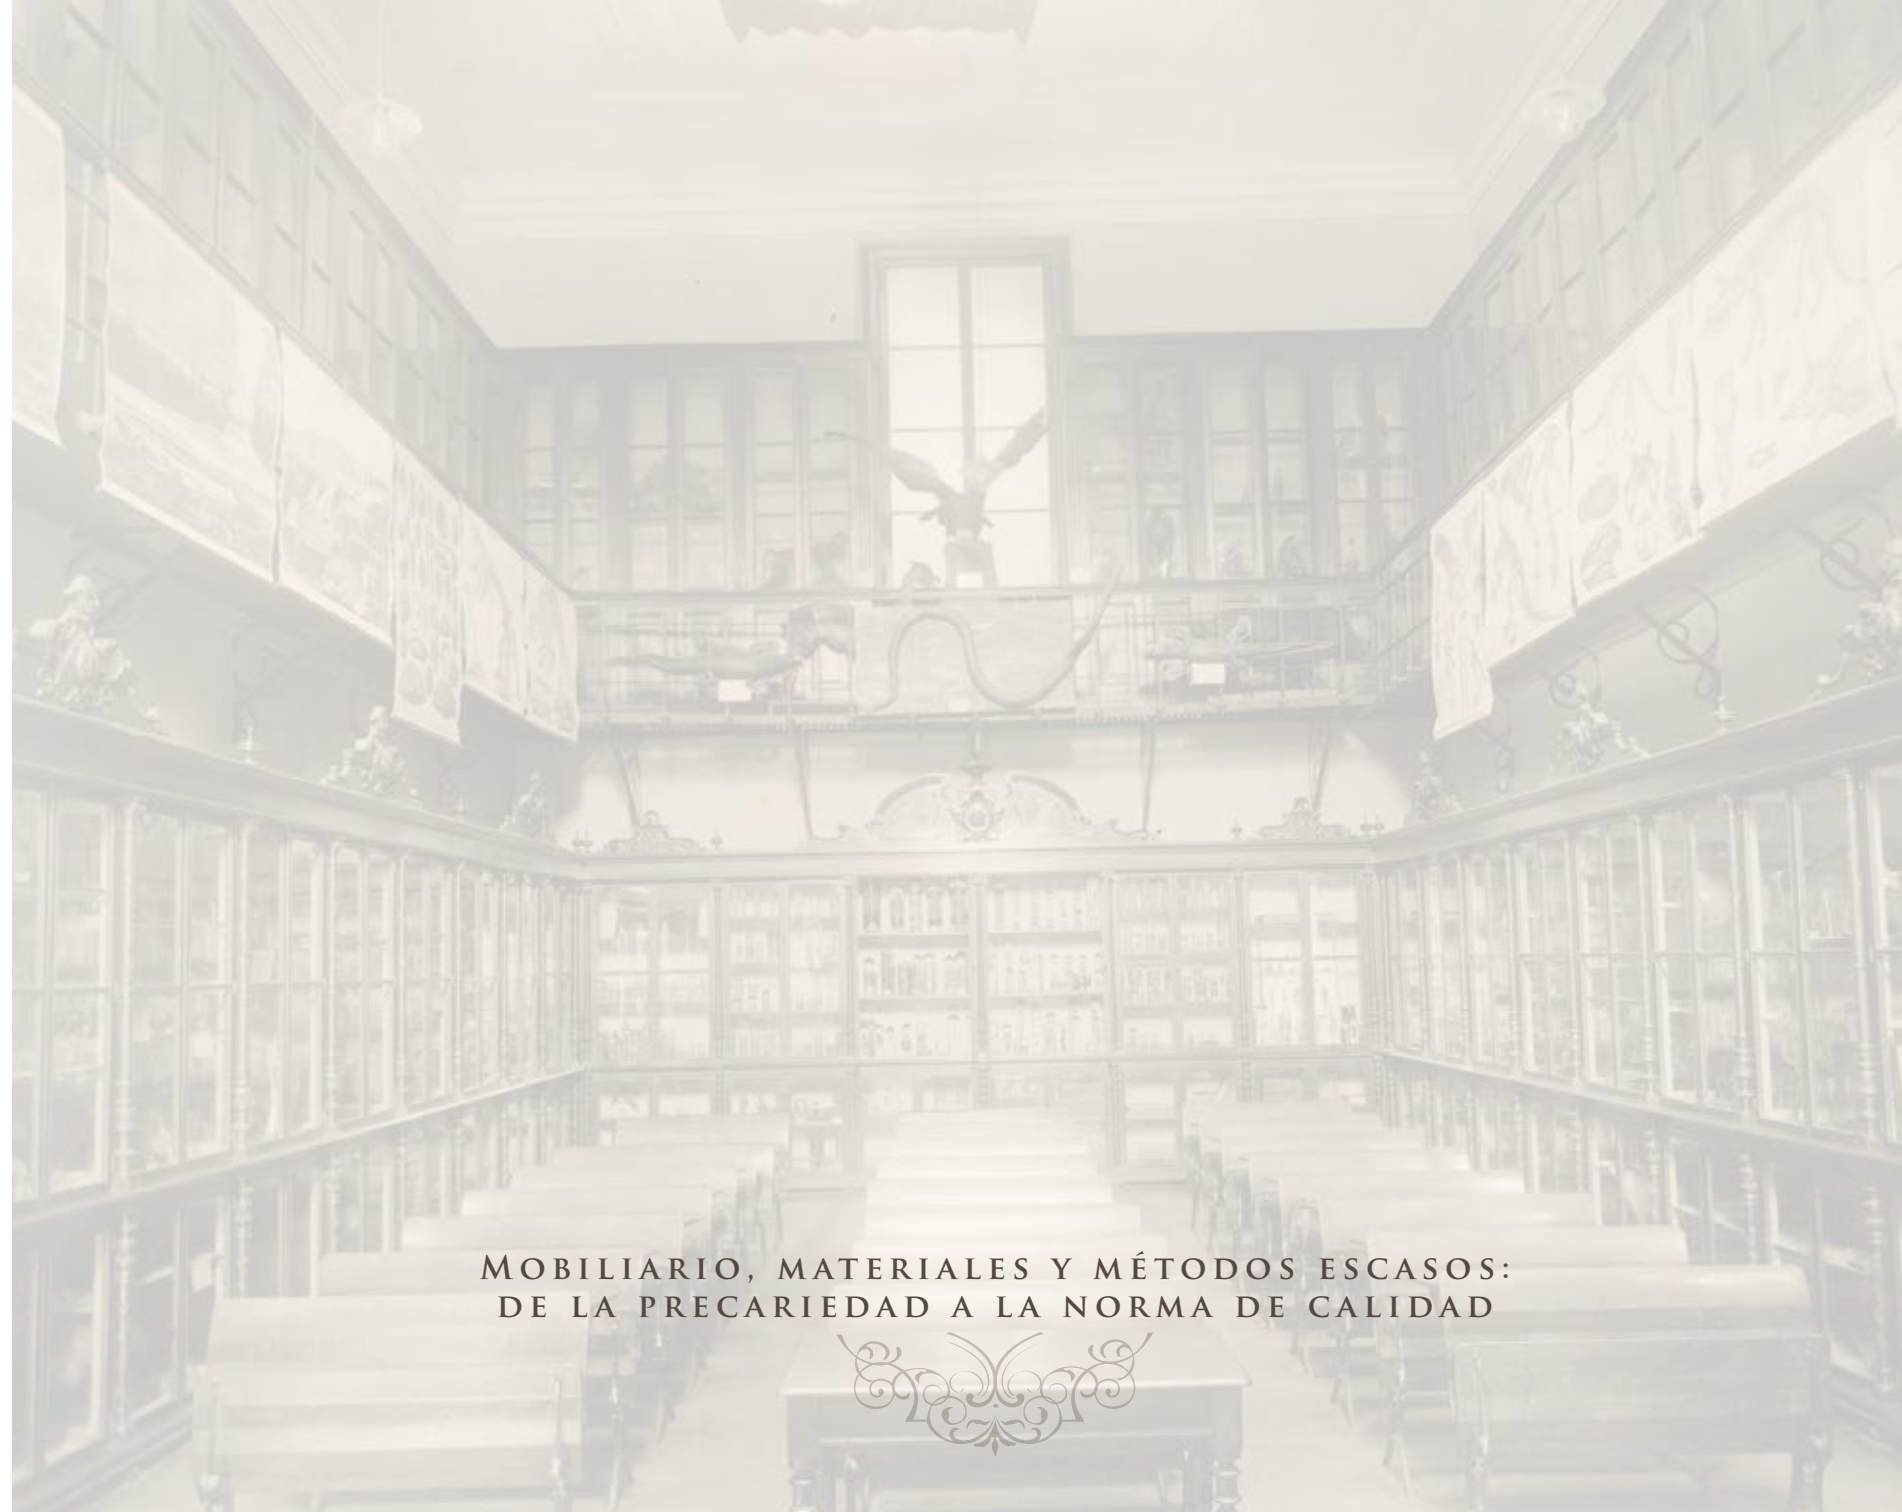 MOBILIARIO, MATERIALES Y MÉTODOS ESCASOS:
DE LA PRECARIEDAD A LA NORMA DE CALIDAD